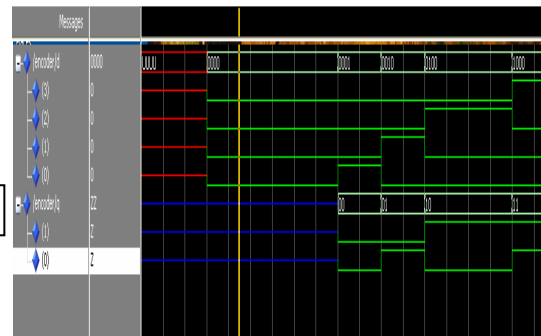 Messages
/encoder/d 0000 UUUU 0000 0001 0010 0100 1000
(3) 0
(2) 0
(1) 0
(0) 0
/encoder/q ZZ 00 01 10 11
(1) Z
(0) Z